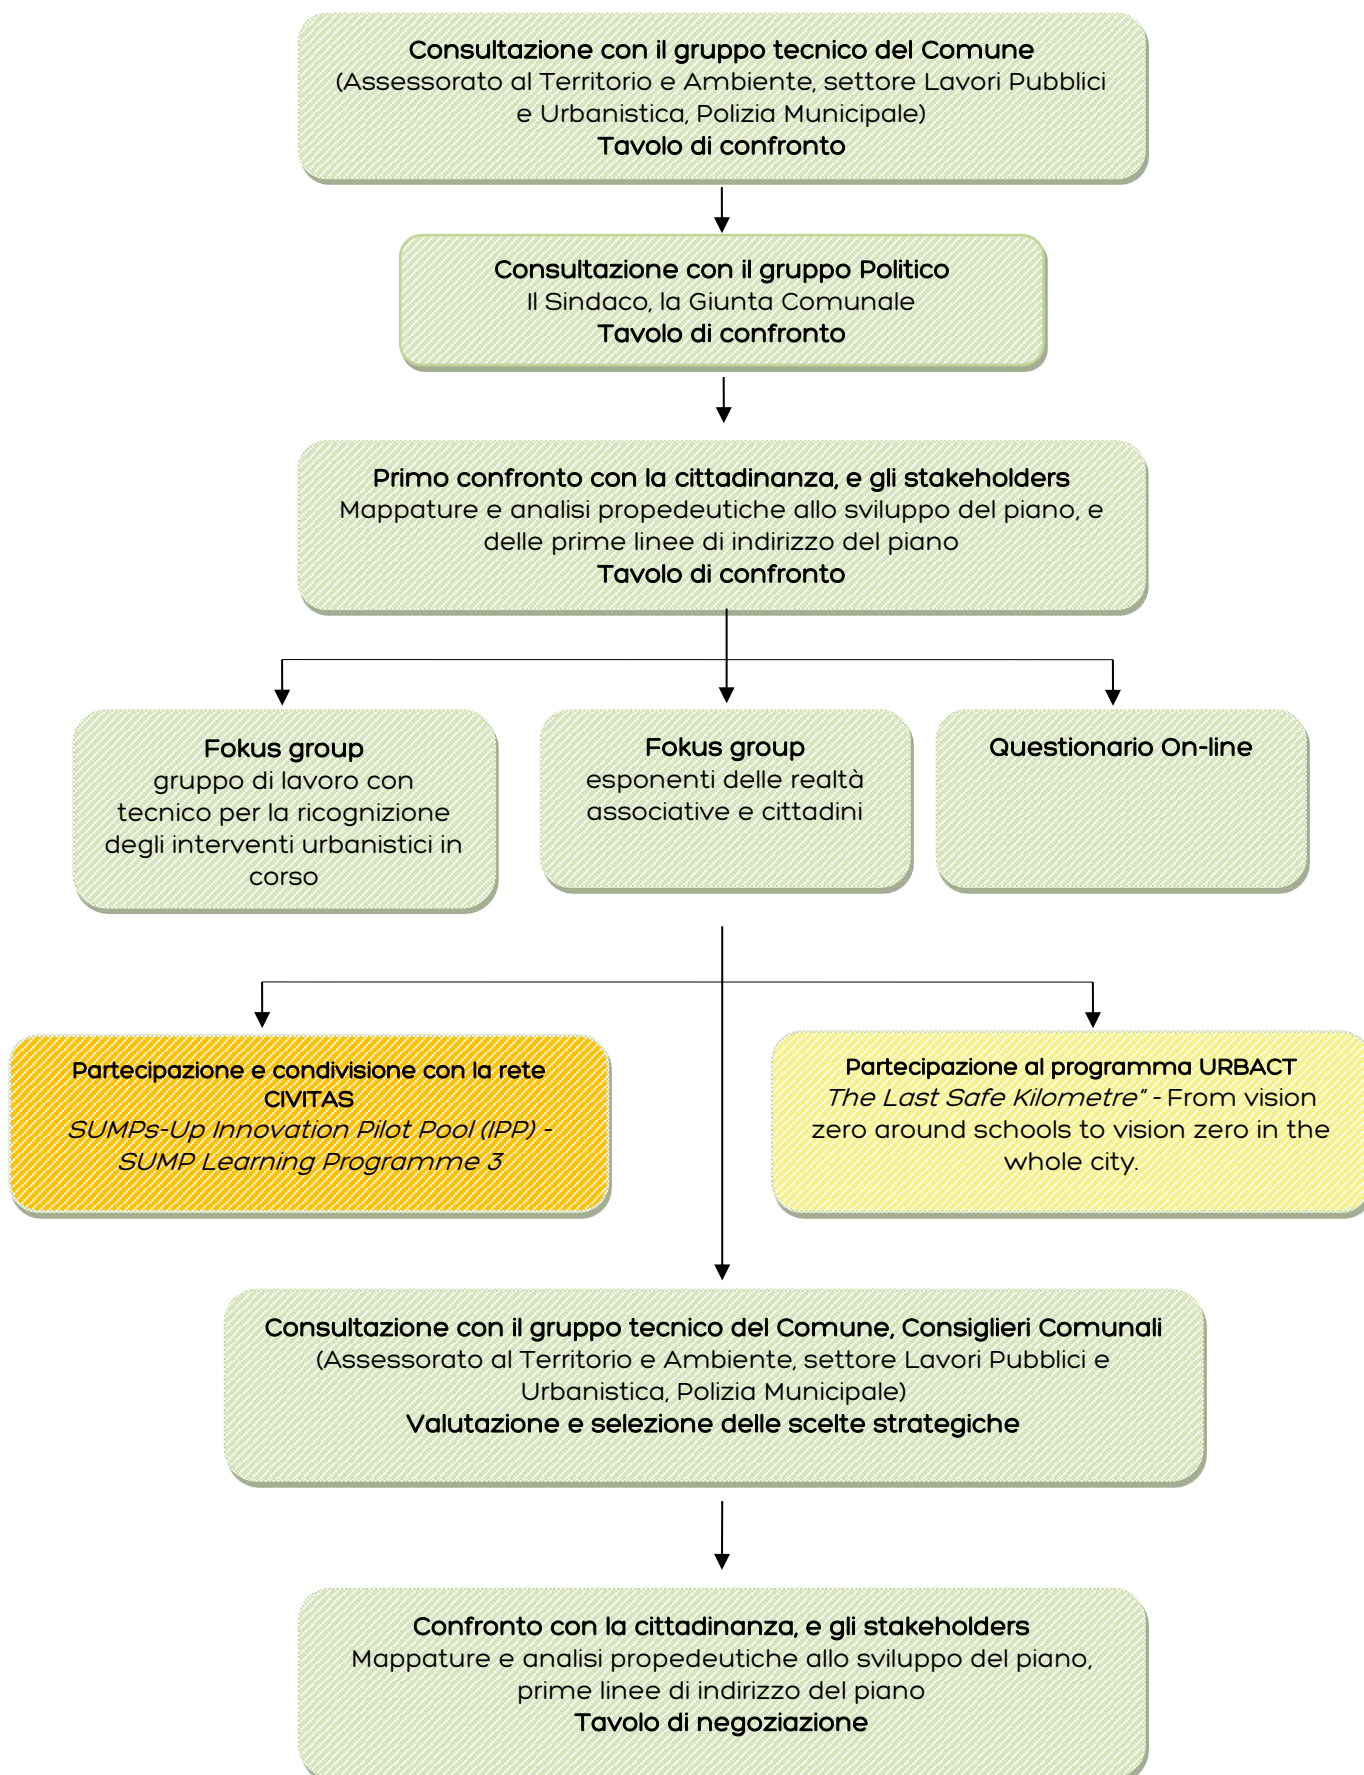 Consultazione con il gruppo tecnico del Comune
(Assessorato al Territorio e Ambiente, settore Lavori Pubblici
e Urbanistica, Polizia Municipale)
Tavolo di confronto
Consultazione con il gruppo Politico
Il Sindaco, la Giunta Comunale
Tavolo di confronto
Primo confronto con la cittadinanza, e gli stakeholders
Mappature e analisi propedeutiche allo sviluppo del piano, e
delle prime linee di indirizzo del piano
Tavolo di confronto
Fokus group
gruppo di lavoro con
tecnico per la ricognizione
degli interventi urbanistici in
corso
Fokus group
esponenti delle realtà
associative e cittadini
Questionario On-line
Partecipazione e condivisione con la rete
CIVITAS
SUMPs-Up Innovation Pilot Pool (IPP) -
SUMP Learning Programme 3
Partecipazione al programma URBACT
The Last Safe Kilometre" - From vision
zero around schools to vision zero in the
whole city.
Consultazione con il gruppo tecnico del Comune, Consiglieri Comunali
(Assessorato al Territorio e Ambiente, settore Lavori Pubblici e
Urbanistica, Polizia Municipale)
Valutazione e selezione delle scelte strategiche
Confronto con la cittadinanza, e gli stakeholders
Mappature e analisi propedeutiche allo sviluppo del piano,
prime linee di indirizzo del piano
Tavolo di negoziazione